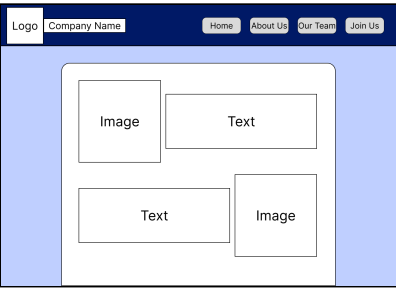 Logo
Company Name
Home
About Us
Our Team
Join Us
Image
Text
Text
Image